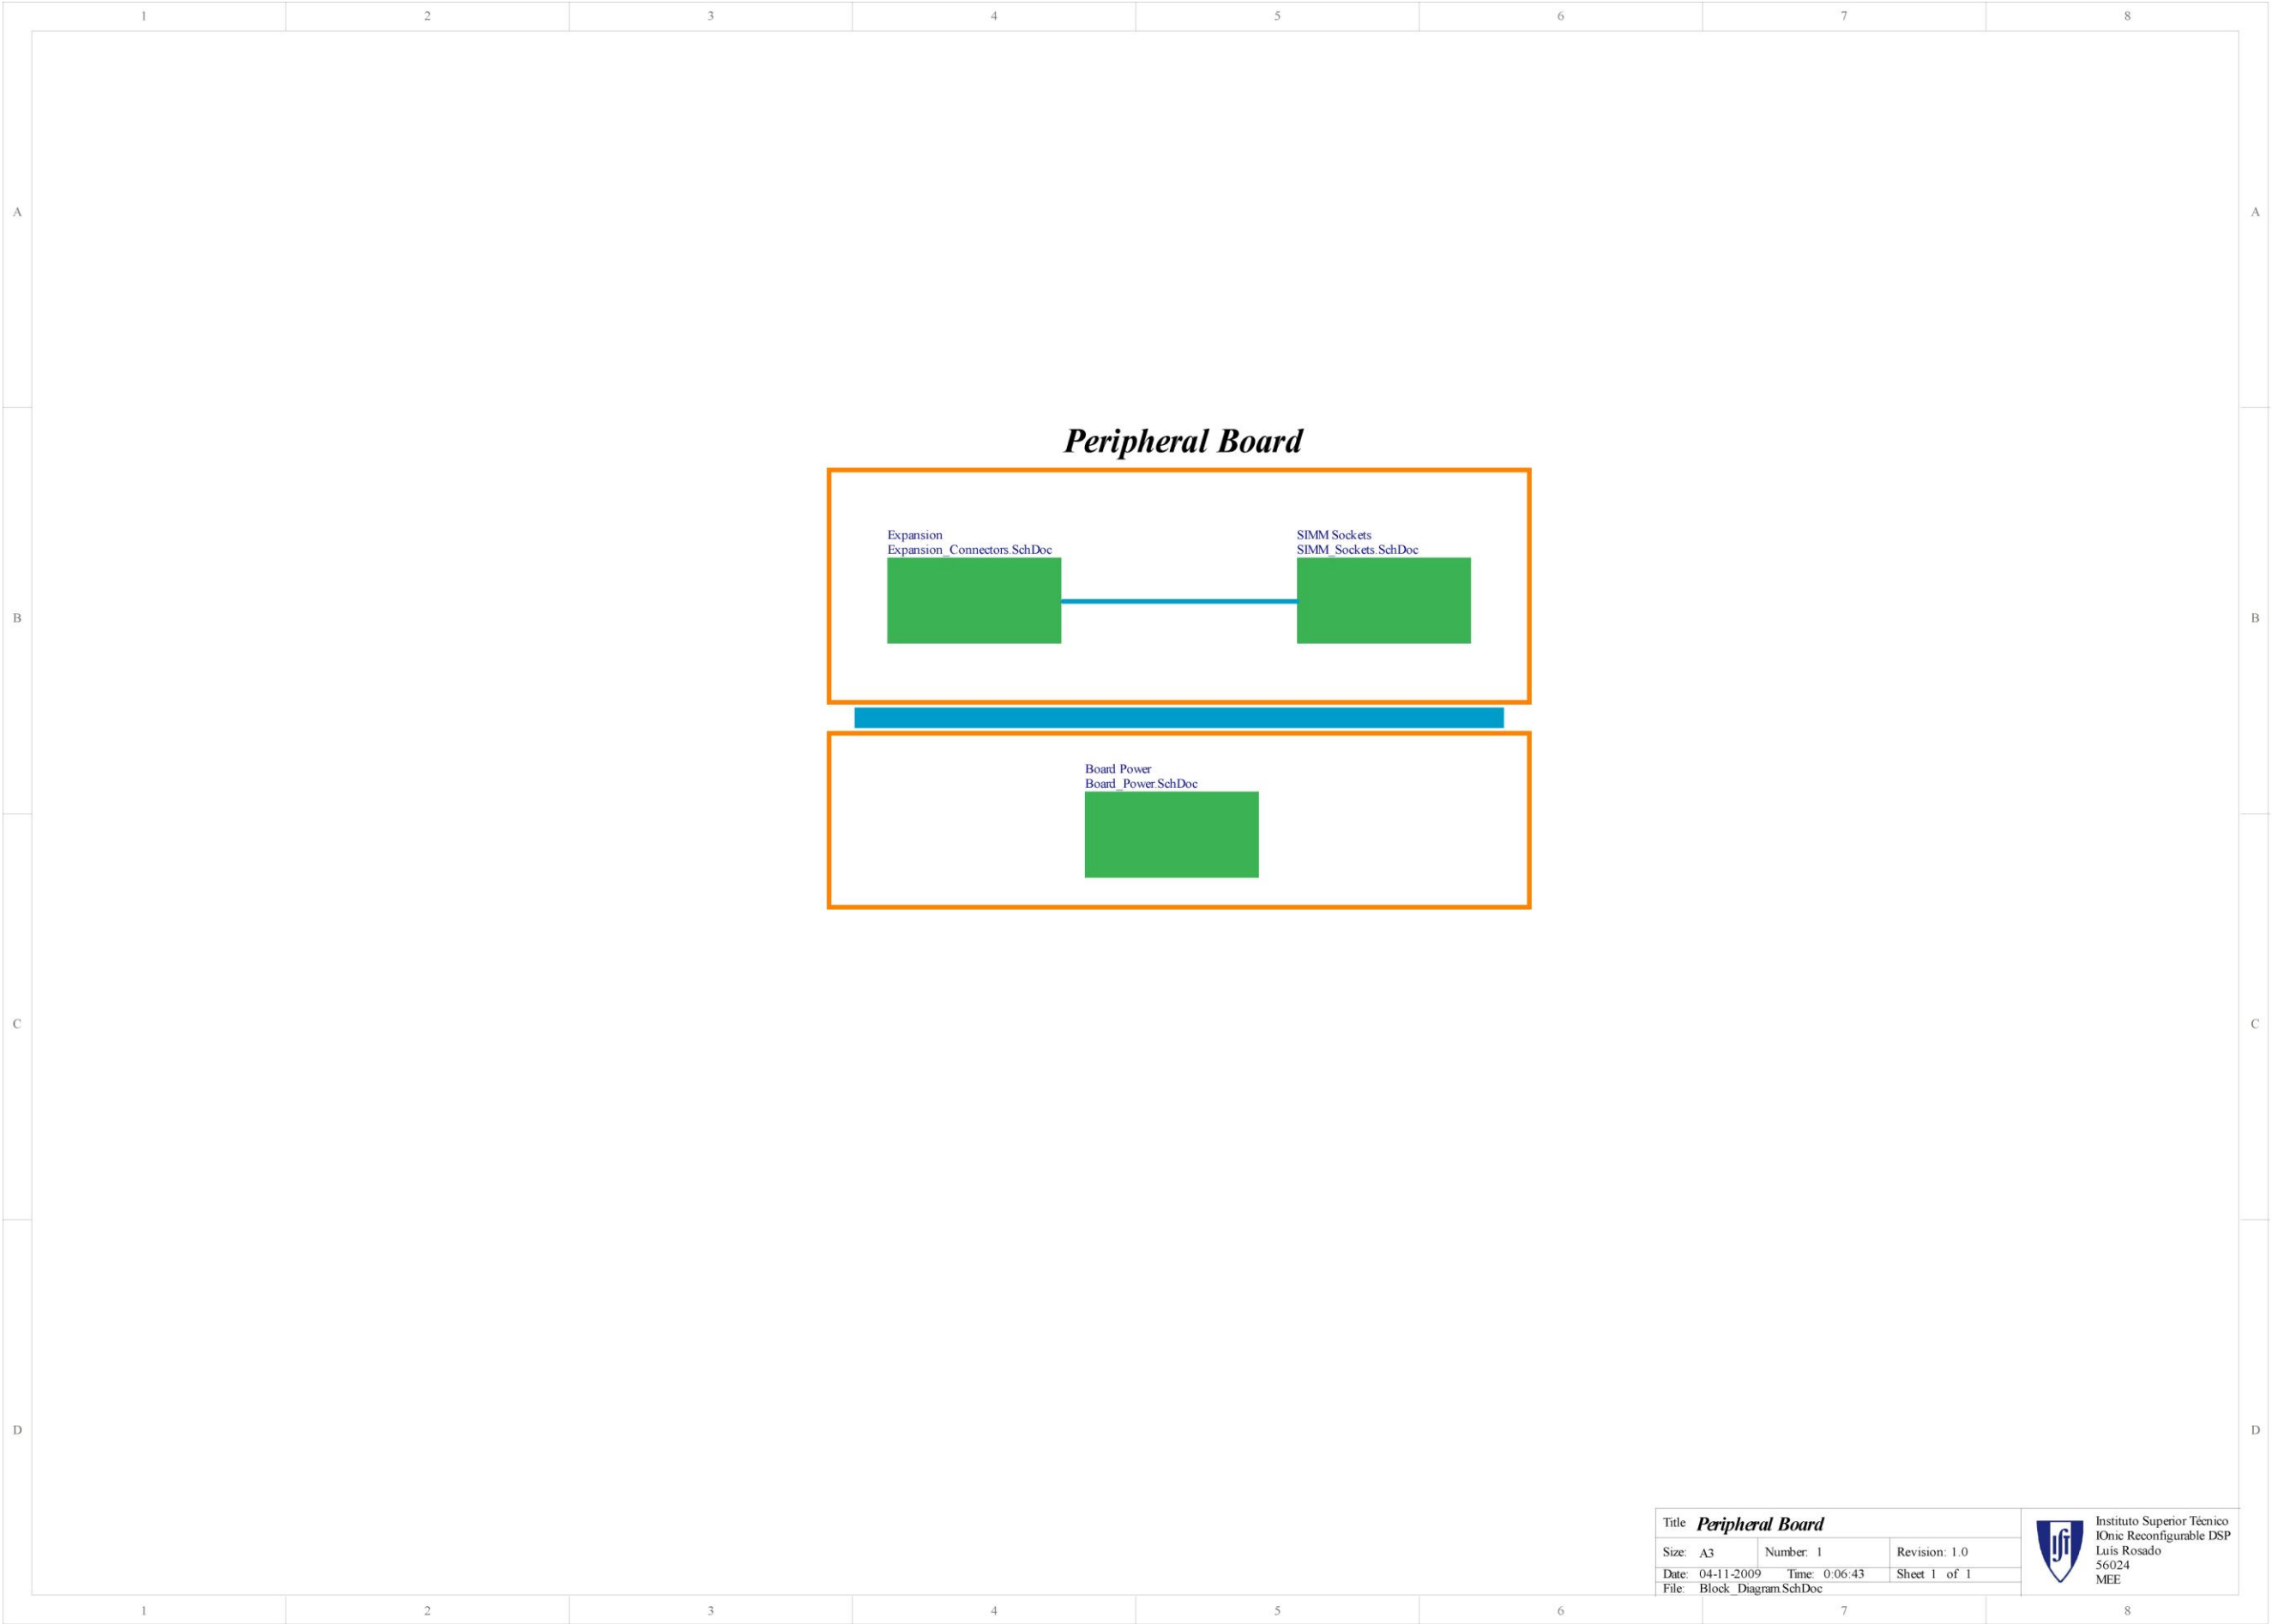 1 2 3 4 5 6 7 8
A A
Peripheral Board
Expansion
Expansion_Connectors.SchDoc
SIMM Sockets
SIMM_Sockets.SchDoc
B B
Board Power
Board_Power.SchDoc
C C
D D
Title Peripheral Board
Size: A3 Number: 1 Revision: 1.0
Date: 04-11-2009 Time: 0:06:43 Sheet 1 of 1
File: Block_Diagram.SchDoc
Instituto Superior Técnico
IOnic Reconfigurable DSP
Luís Rosado
56024
MEE
1 2 3 4 5 6 7 8